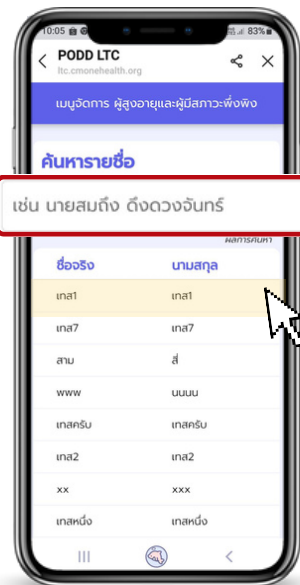 10:05 83%
PODD LTC
ltc.cmonehealth.org
เมนูจัดการ ผู้สูงอายุและผู้มีสภาวะพึ่งพิง
ค้นหารายชื่อ
เช่น นายสมถึง ดึงดวงจันทร์
ผลการค้นหา
ชื่อจริง นามสกุล
เทส1 เทส1
เทส7 เทส7
สาม สี่
www uuuu
เทสครับ เทสครับ
เทส2 เทส2
xx xxx
เทสหนึ่ง เทสหนึ่ง